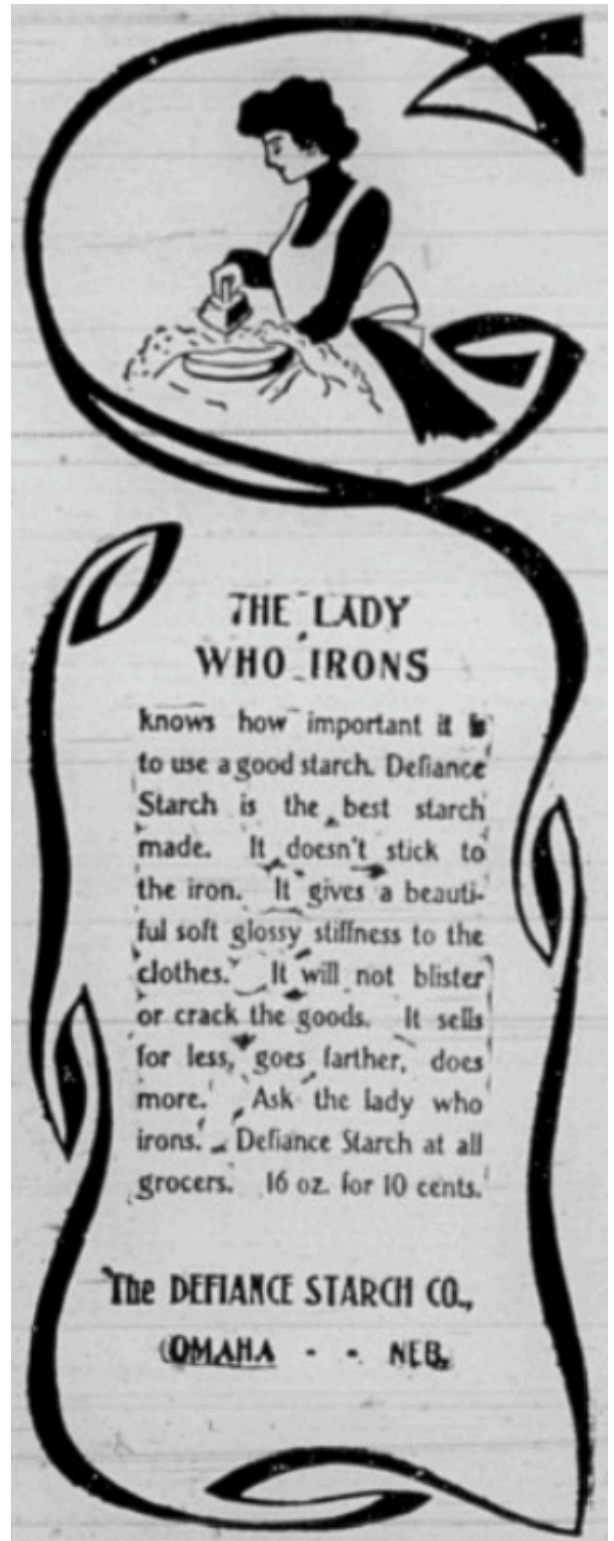 THE LADY
WHO IRONS
knows how important it is
to use a good starch. Defiance
Starch is the best starch
made. It doesn't stick to
the iron. It gives a beauti-
ful soft glossy stiffness to the
clothes. It will not blister
or crack the goods. It sells
for less, goes farther, does
more. Ask the lady who
irons. Defiance Starch at all
grocers. 16 oz. for 10 cents.
The DEFIANCE STARCH CO.,
OMAHA - - NEB.